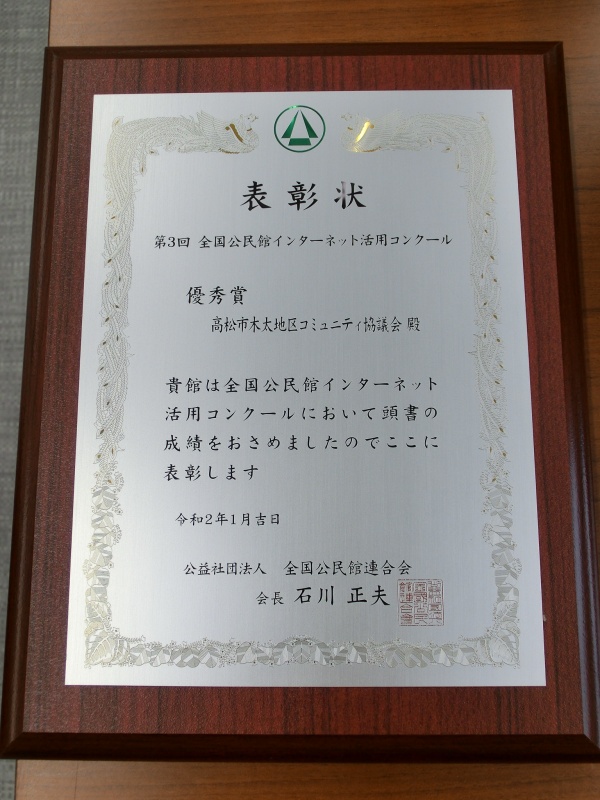 表彰状
第3回 全国公民館インターネット活用コンクール
優秀賞
高松市木太地区コミュニティ協議会 殿
貴館は全国公民館インターネット
活用コンクールにおいて頭書の
成績をおさめましたのでここに
表彰します
令和2年1月吉日
公益社団法人 全国公民館連合会
会長 石川 正夫